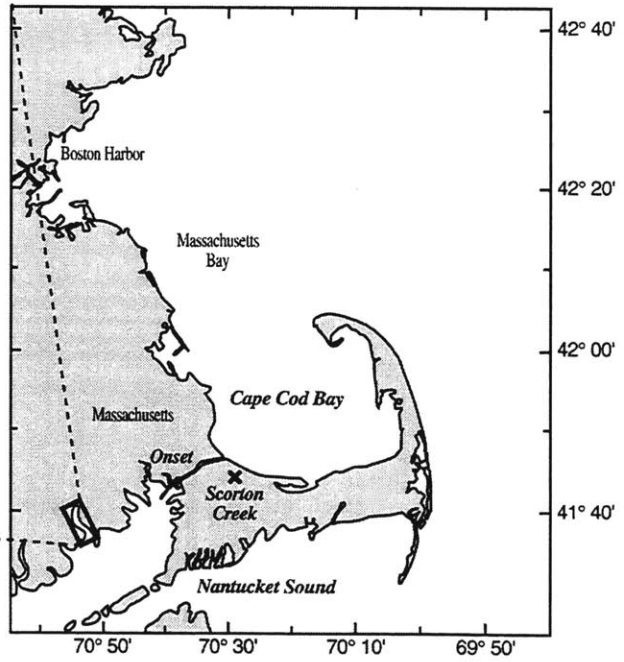 42° 40'
Boston Harbor
42° 20'
Massachusetts
Bay
42° 00'
Cape Cod Bay
Massachusetts
Onset
Scorton
Creek
41° 40'
Nantucket Sound
70° 50'
70° 30'
70° 10'
69° 50'